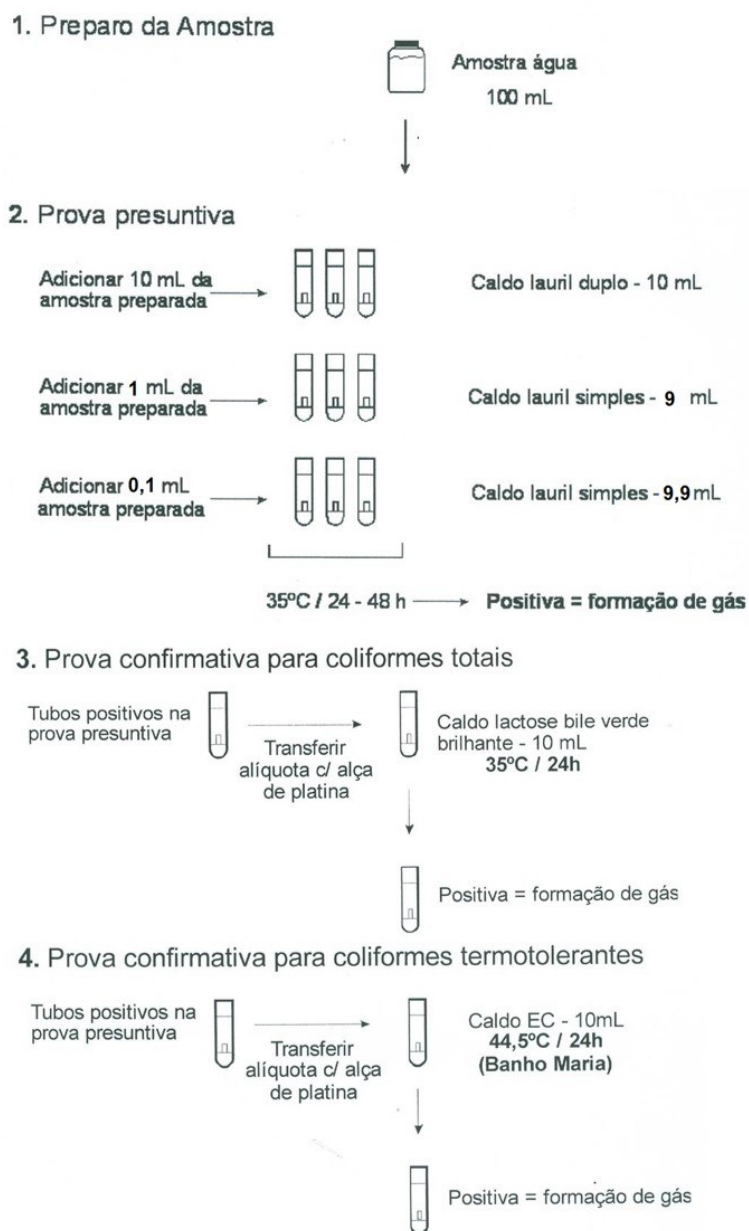 1. Preparo da Amostra
Amostra água
100 mL
2. Prova presuntiva
Adicionar 10 mL da
amostra preparada
Caldo lauril duplo - 10 mL
Adicionar 1 mL da
amostra preparada
Caldo lauril simples - 9 mL
Adicionar 0,1 mL
amostra preparada
Caldo lauril simples - 9,9 mL
35ºC / 24 - 48 h
Positiva = formação de gás
3. Prova confirmativa para coliformes totais
Tubos positivos na
prova presuntiva
Transferir
alíquota c/ alça
de platina
Caldo lactose bile verde
brilhante - 10 mL
35ºC / 24h
Positiva = formação de gás
4. Prova confirmativa para coliformes termotolerantes
Tubos positivos na
prova presuntiva
Transferir
alíquota c/ alça
de platina
Caldo EC - 10mL
44,5ºC / 24h
(Banho Maria)
Positiva = formação de gás